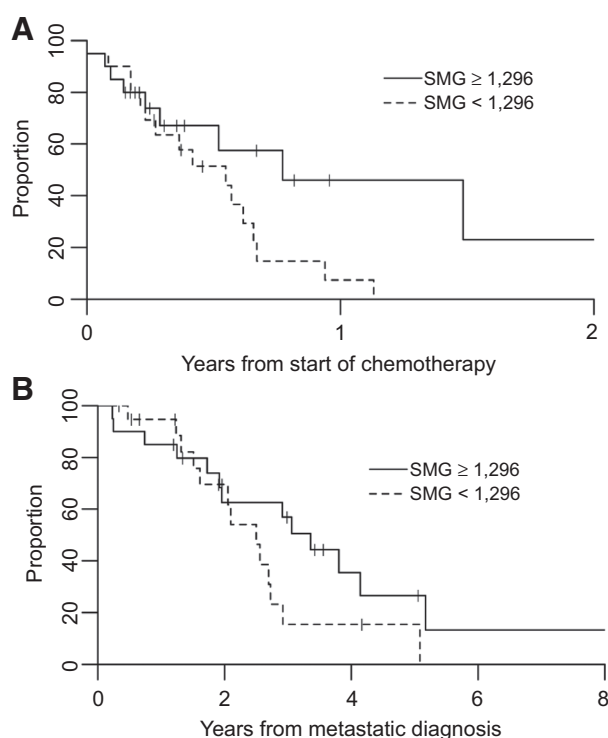 A
100
80
60
40
20
0
Proportion
SMG ≥ 1,296
SMG < 1,296
0 1 2
Years from start of chemotherapy
B
100
80
60
40
20
0
Proportion
SMG ≥ 1,296
SMG < 1,296
0 2 4 6 8
Years from metastatic diagnosis